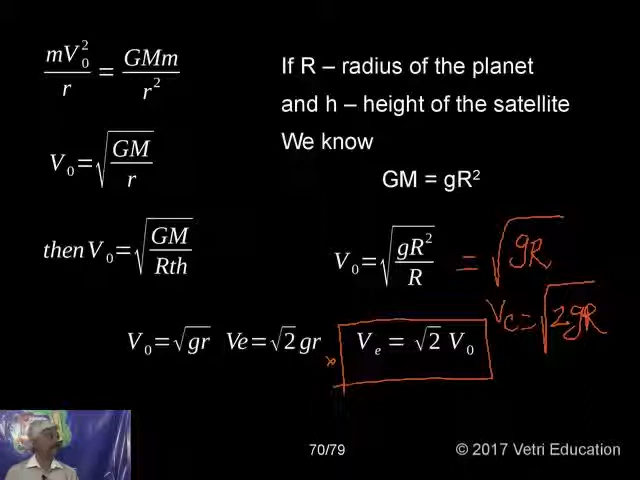 mV₀²/r = GMm/r²
V₀=√(GM/r)
then V₀=√(GM/Rth)
If R – radius of the planet
and h – height of the satellite
We know
GM = gR²
V₀=√(gR²/R) = √gR
Vc=√2gR
V₀=√gr Ve=√2 gr Vₑ = √2 V₀
70/79
© 2017 Vetri Education